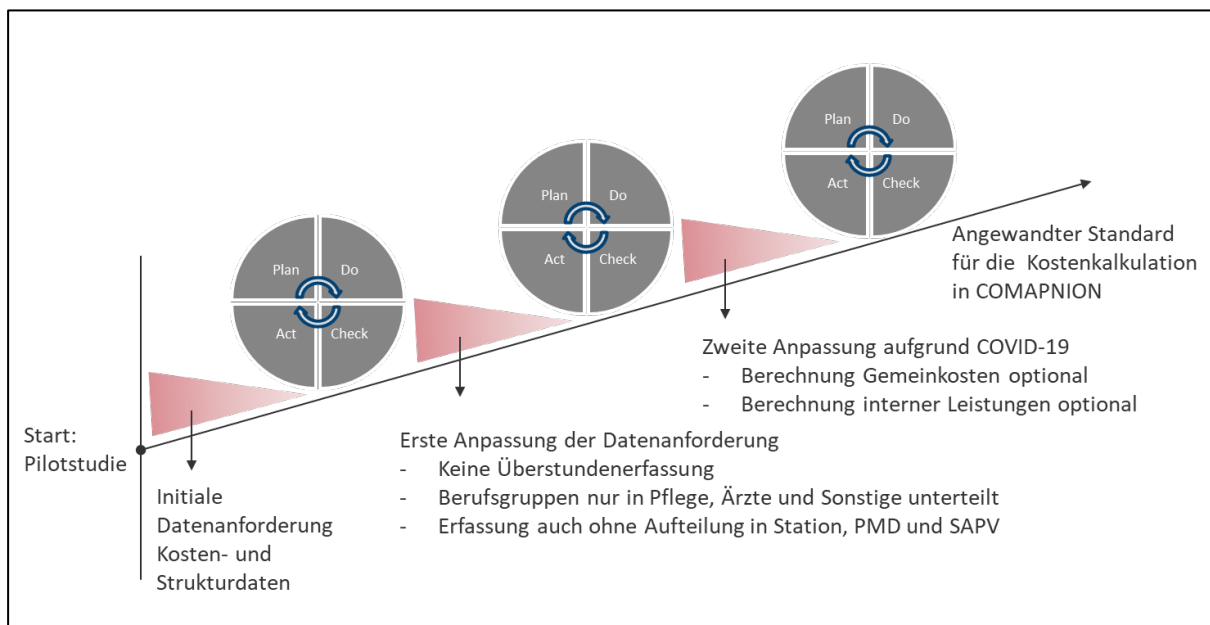 Plan
Do
Act
Check
Plan
Do
Act
Check
Plan
Do
Act
Check
Start:
Pilotstudie
Initiale
Datenanforderung
Kosten- und
Strukturdaten
Erste Anpassung der Datenanforderung
- Keine Überstundenerfassung
- Berufsgruppen nur in Pflege, Ärzte und Sonstige unterteilt
- Erfassung auch ohne Aufteilung in Station, PMD und SAPV
Zweite Anpassung aufgrund COVID-19
- Berechnung Gemeinkosten optional
- Berechnung interner Leistungen optional
Angewandter Standard
für die Kostenkalkulation
in COMAPNION